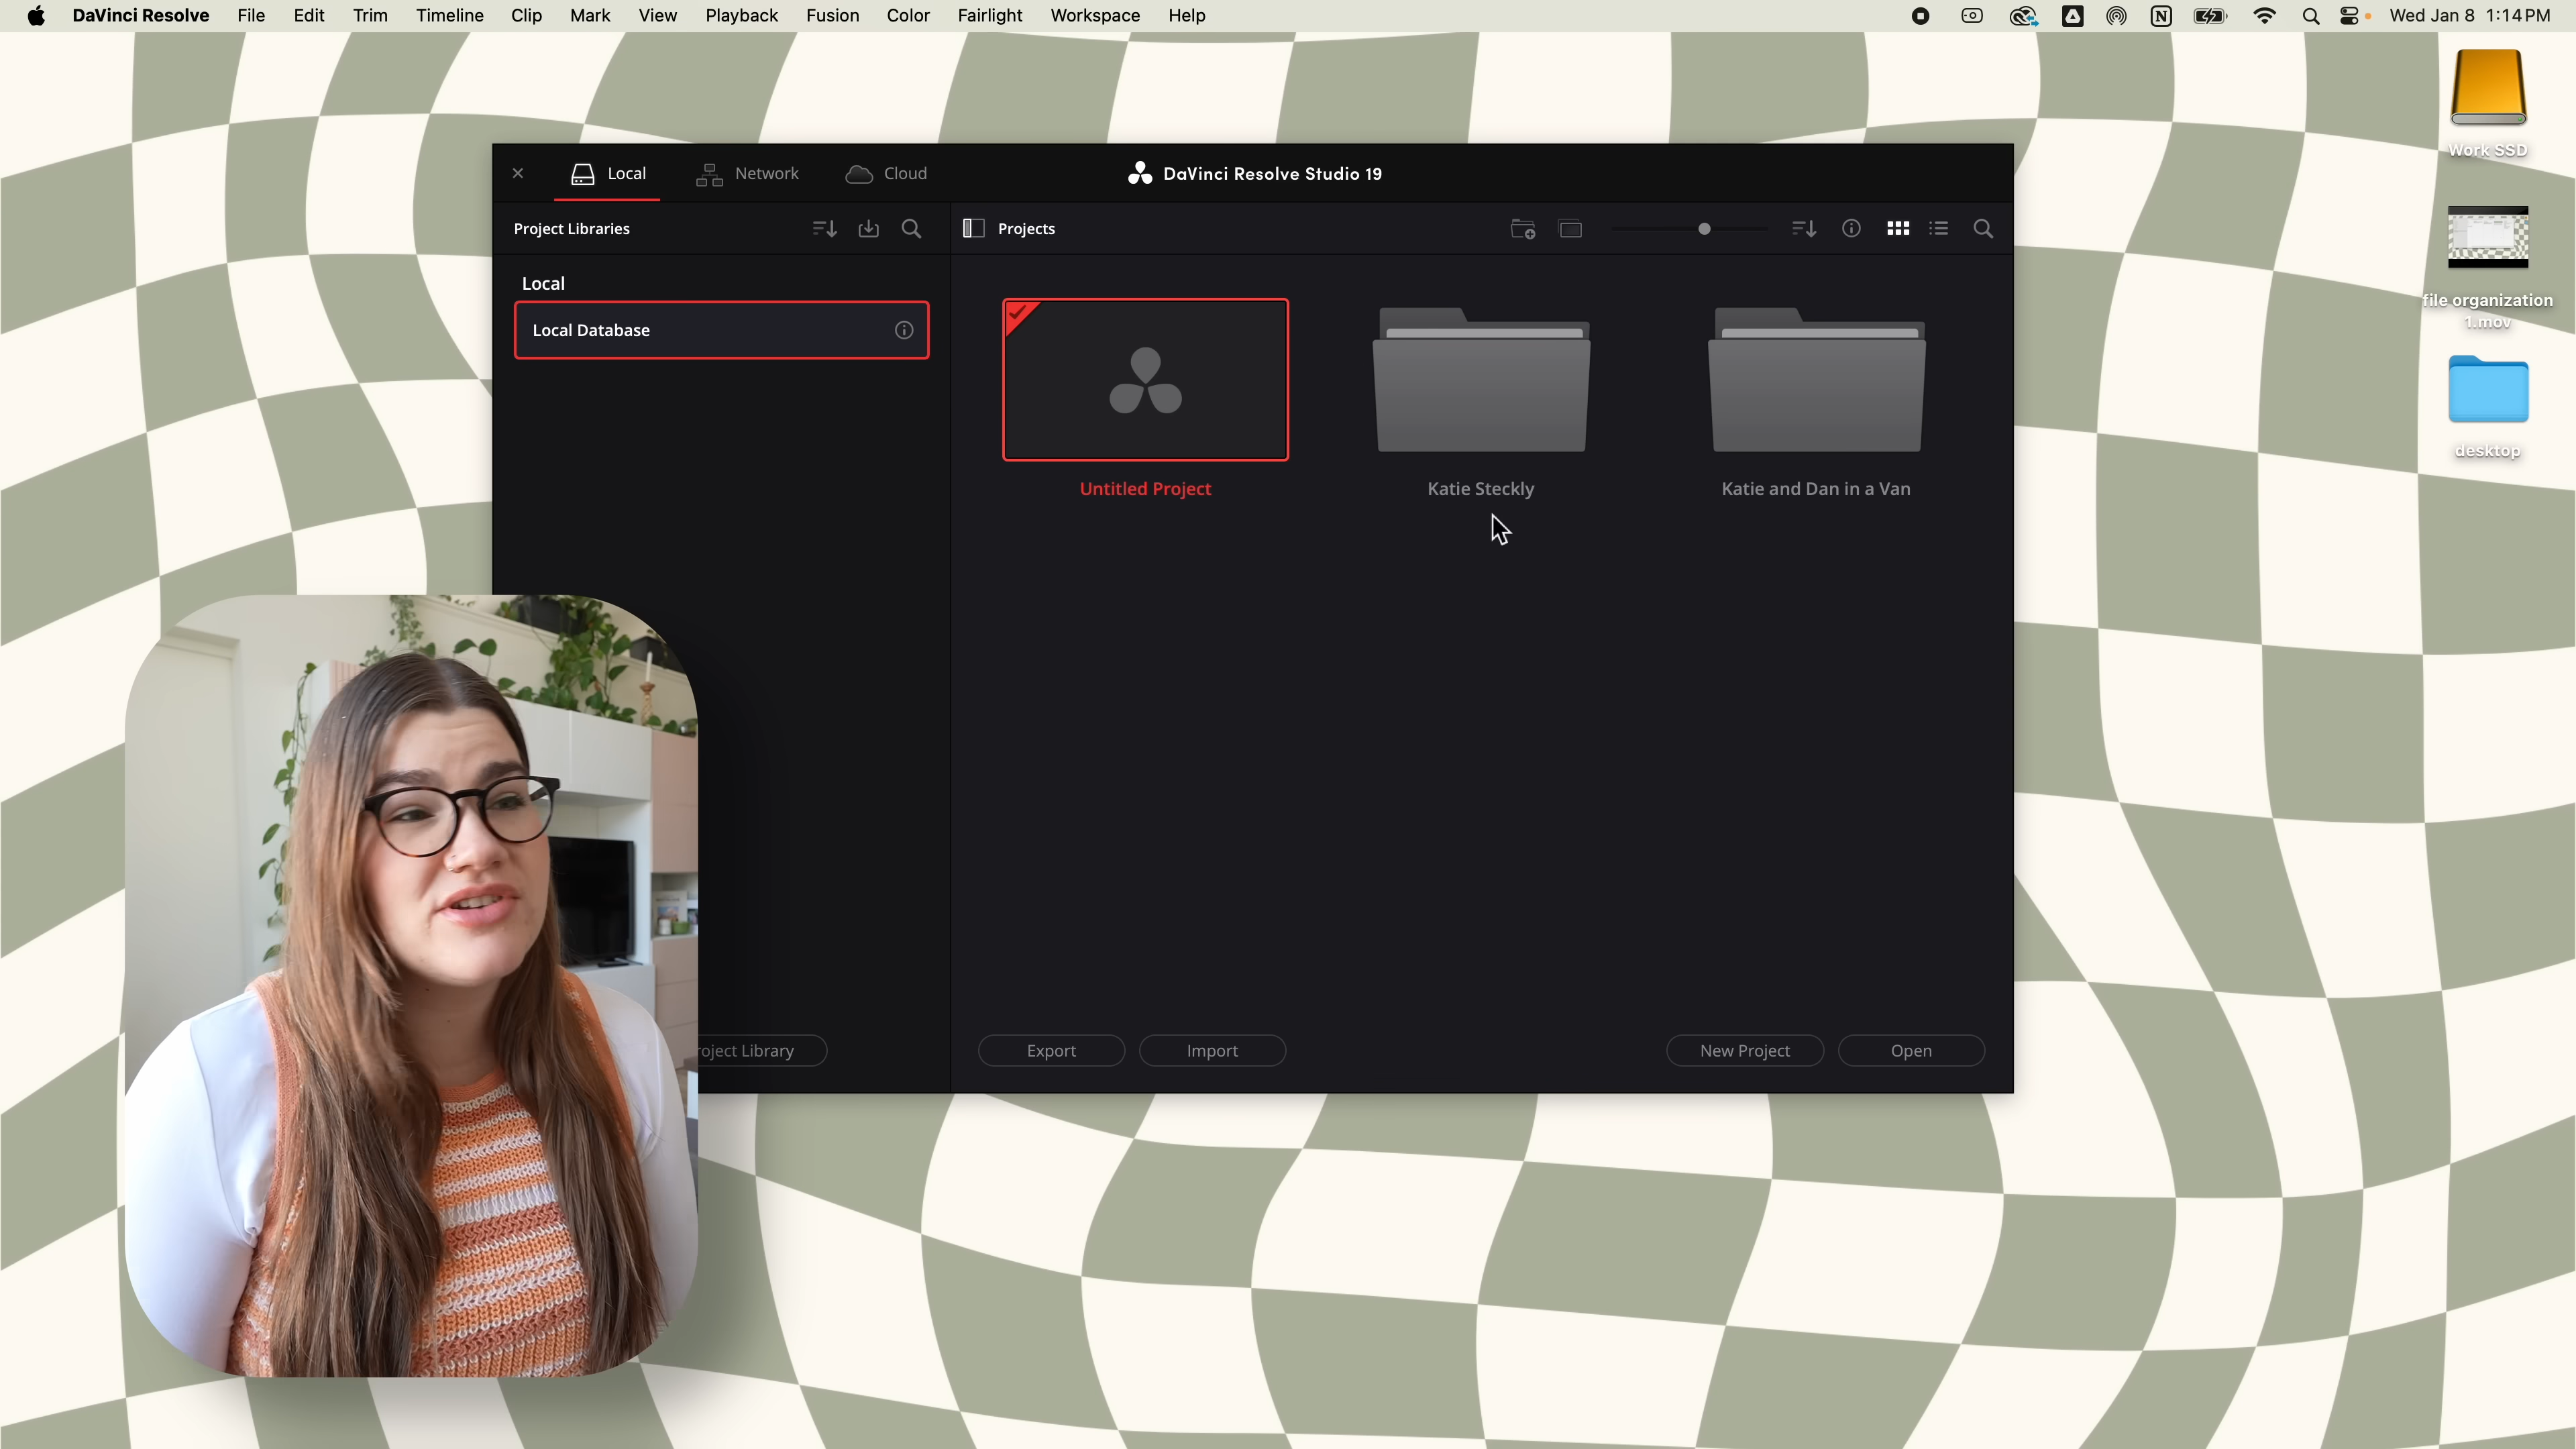 DaVinci Resolve File Edit Trim Timeline Clip Mark View Playback Fusion Color Fairlight Workspace Help Wed Jan 8 1:14 PM
Local Network Cloud DaVinci Resolve Studio 19
Project Libraries
Projects
Local
Local Database
Untitled Project
Katie Steckly
Katie and Dan in a Van
roject Library
Export
Import
New Project
Open
Work SSD
file organization
1.mov
desktop